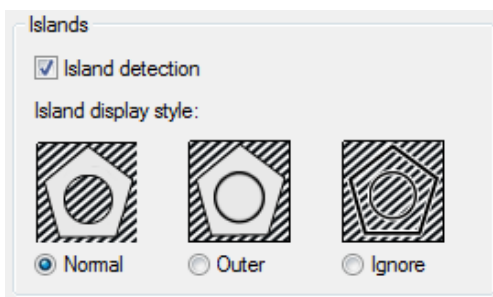 Islands
Island detection
Island display style:
Normal Outer Ignore